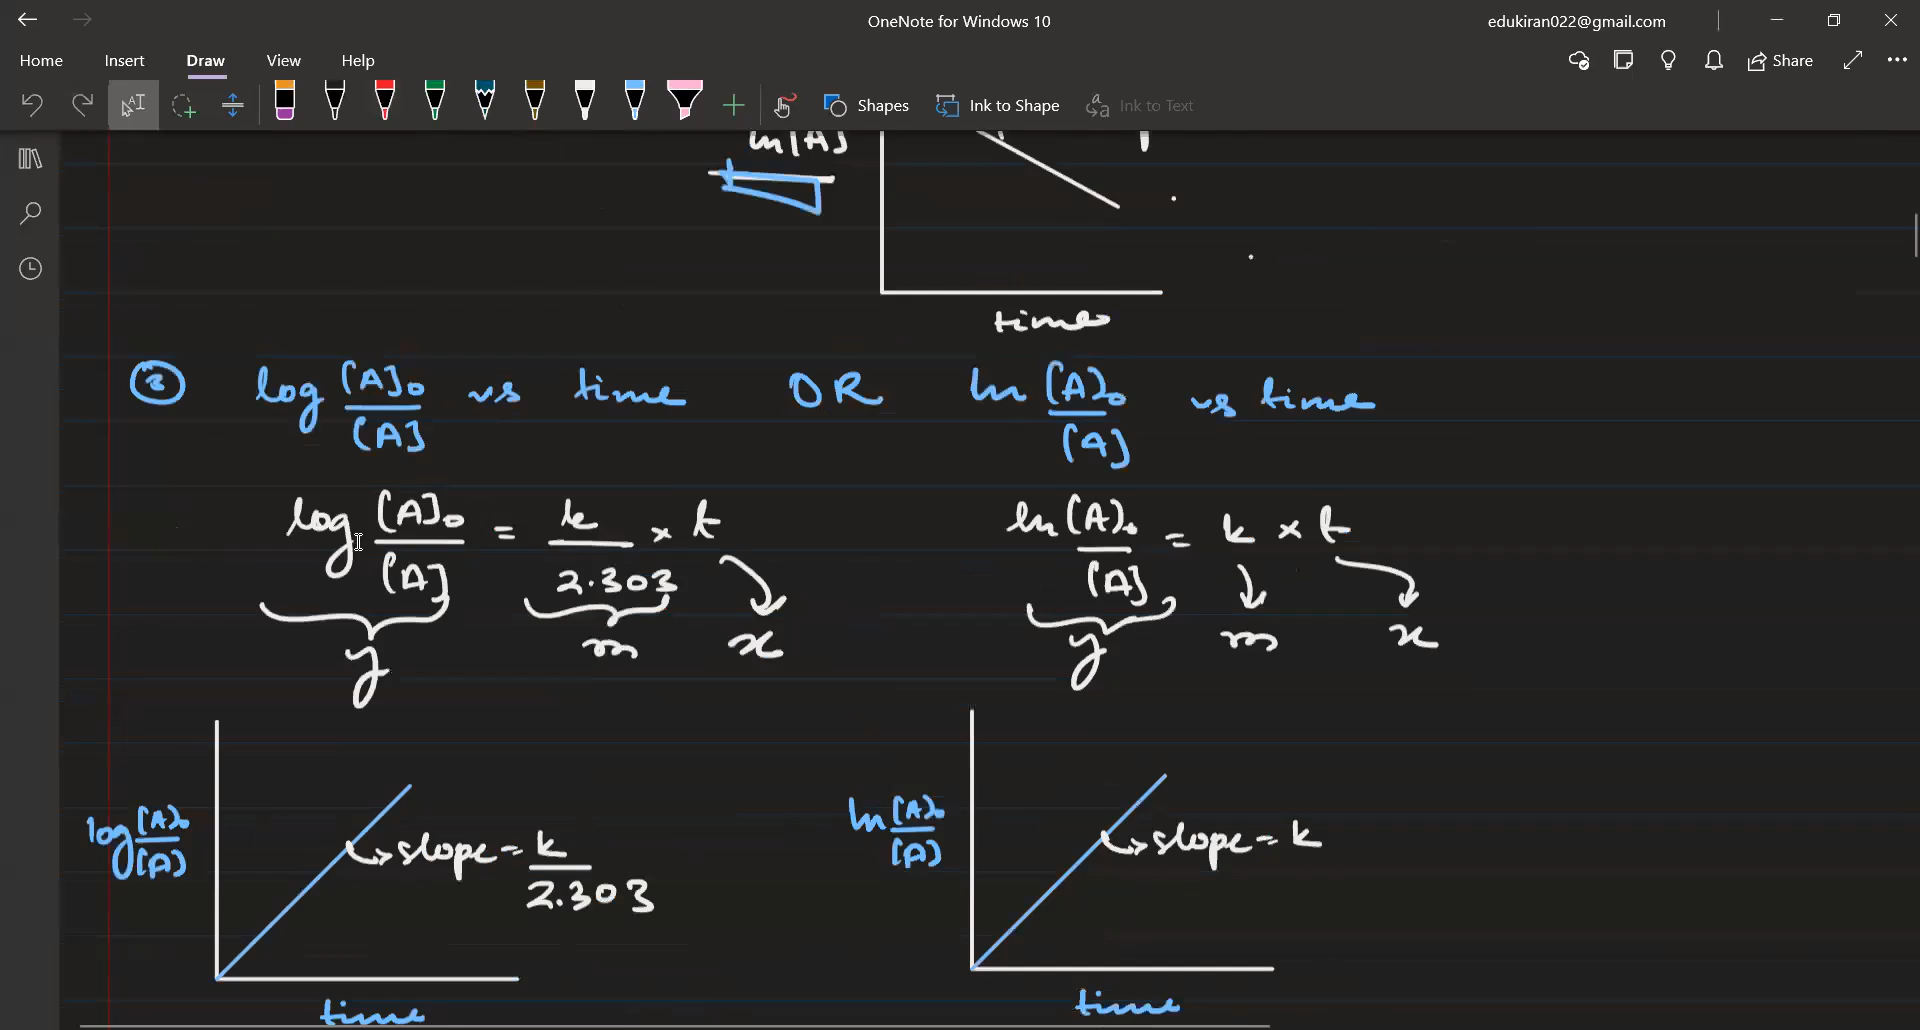 OneNote for Windows 10
edukiran022@gmail.com
Home Insert Draw View Help
Share
Shapes Ink to Shape Ink to Text
ln[A]
time
② log [A]₀/[A] vs time OR ln [A]₀/[A] vs time
log [A]₀/[A] = k/2.303 × t
y m x
ln [A]₀/[A] = k × t
y m x
log [A]₀/[A]
slope = k/2.303
time
ln [A]₀/[A]
slope = k
time